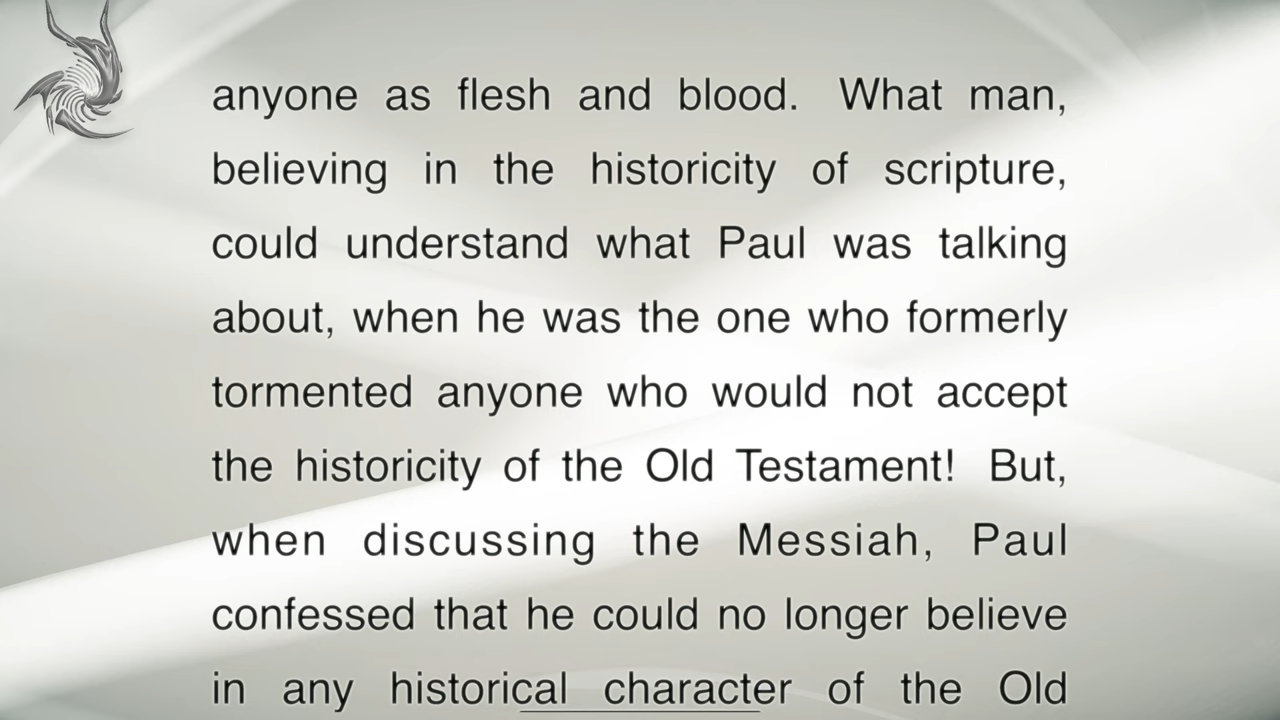 anyone as flesh and blood. What man,
believing in the historicity of scripture,
could understand what Paul was talking
about, when he was the one who formerly
tormented anyone who would not accept
the historicity of the Old Testament! But,
when discussing the Messiah, Paul
confessed that he could no longer believe
in any historical character of the Old